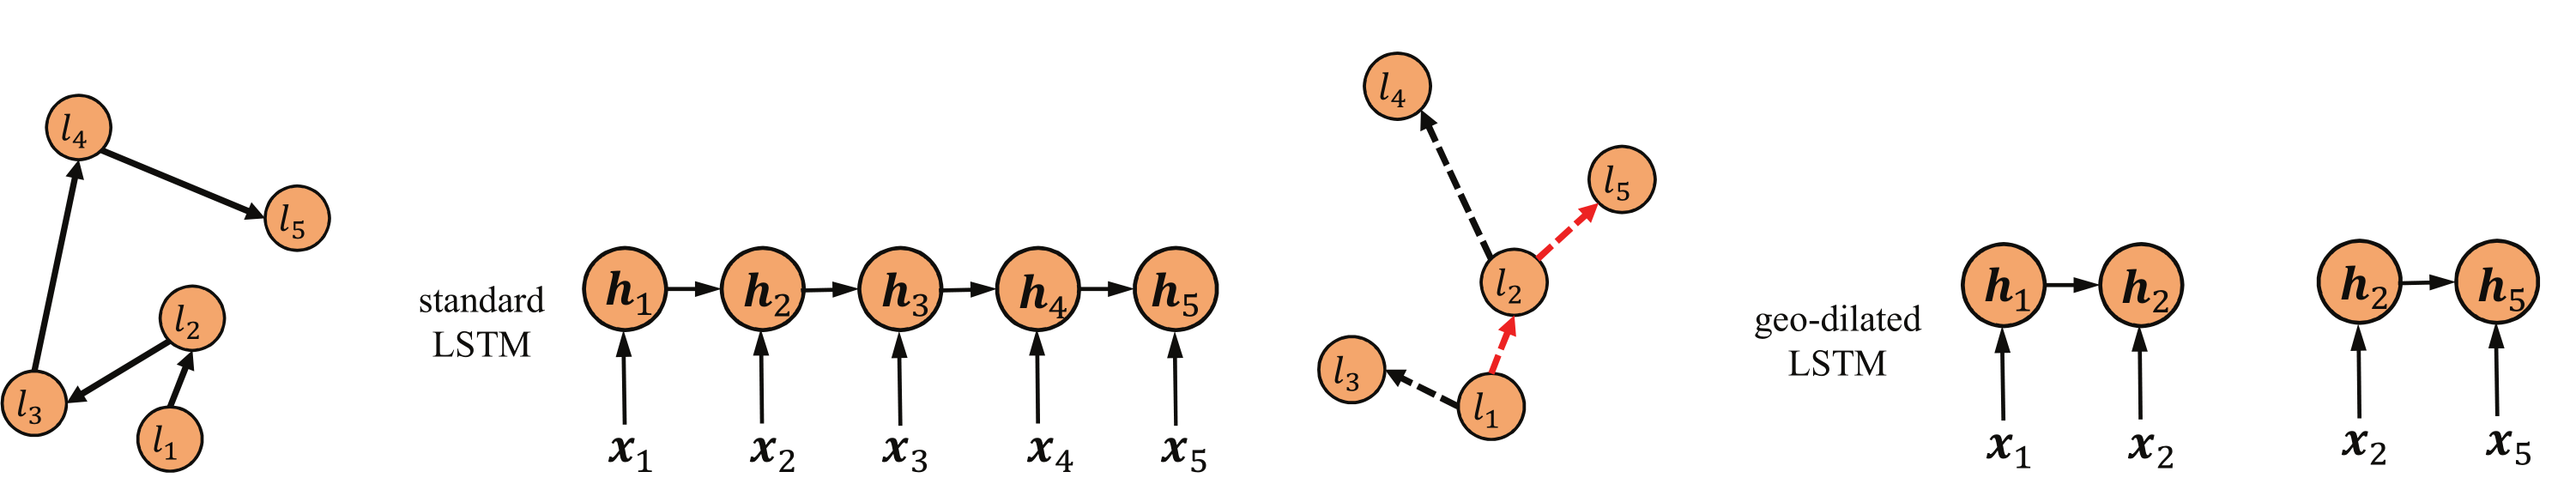 l₄
l₅
l₂
l₃
l₁
standard
LSTM
h₁ h₂ h₃ h₄ h₅
x₁ x₂ x₃ x₄ x₅
l₄
l₅
l₂
l₃
l₁
geo-dilated
LSTM
h₁ h₂ h₂ h₅
x₁ x₂ x₂ x₅